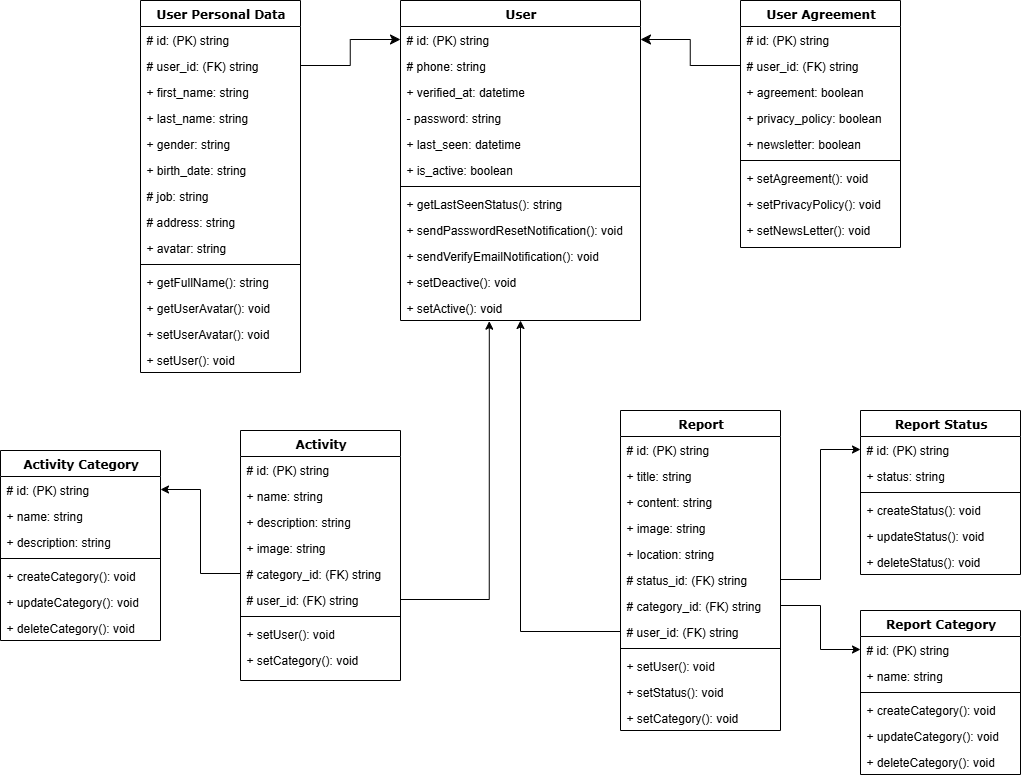 User Personal Data
# id: (PK) string
# user_id: (FK) string
+ first_name: string
+ last_name: string
+ gender: string
+ birth_date: string
# job: string
# address: string
+ avatar: string
+ getFullName(): string
+ getUserAvatar(): void
+ setUserAvatar(): void
+ setUser(): void
User
# id: (PK) string
# phone: string
+ verified_at: datetime
- password: string
+ last_seen: datetime
+ is_active: boolean
+ getLastSeenStatus(): string
+ sendPasswordResetNotification(): void
+ sendVerifyEmailNotification(): void
+ setDeactive(): void
+ setActive(): void
User Agreement
# id: (PK) string
# user_id: (FK) string
+ agreement: boolean
+ privacy_policy: boolean
+ newsletter: boolean
+ setAgreement(): void
+ setPrivacyPolicy(): void
+ setNewsLetter(): void
Activity Category
# id: (PK) string
+ name: string
+ description: string
+ createCategory(): void
+ updateCategory(): void
+ deleteCategory(): void
Activity
# id: (PK) string
+ name: string
+ description: string
+ image: string
# category_id: (FK) string
# user_id: (FK) string
+ setUser(): void
+ setCategory(): void
Report
# id: (PK) string
+ title: string
+ content: string
+ image: string
+ location: string
# status_id: (FK) string
# category_id: (FK) string
# user_id: (FK) string
+ setUser(): void
+ setStatus(): void
+ setCategory(): void
Report Status
# id: (PK) string
+ status: string
+ createStatus(): void
+ updateStatus(): void
+ deleteStatus(): void
Report Category
# id: (PK) string
+ name: string
+ createCategory(): void
+ updateCategory(): void
+ deleteCategory(): void